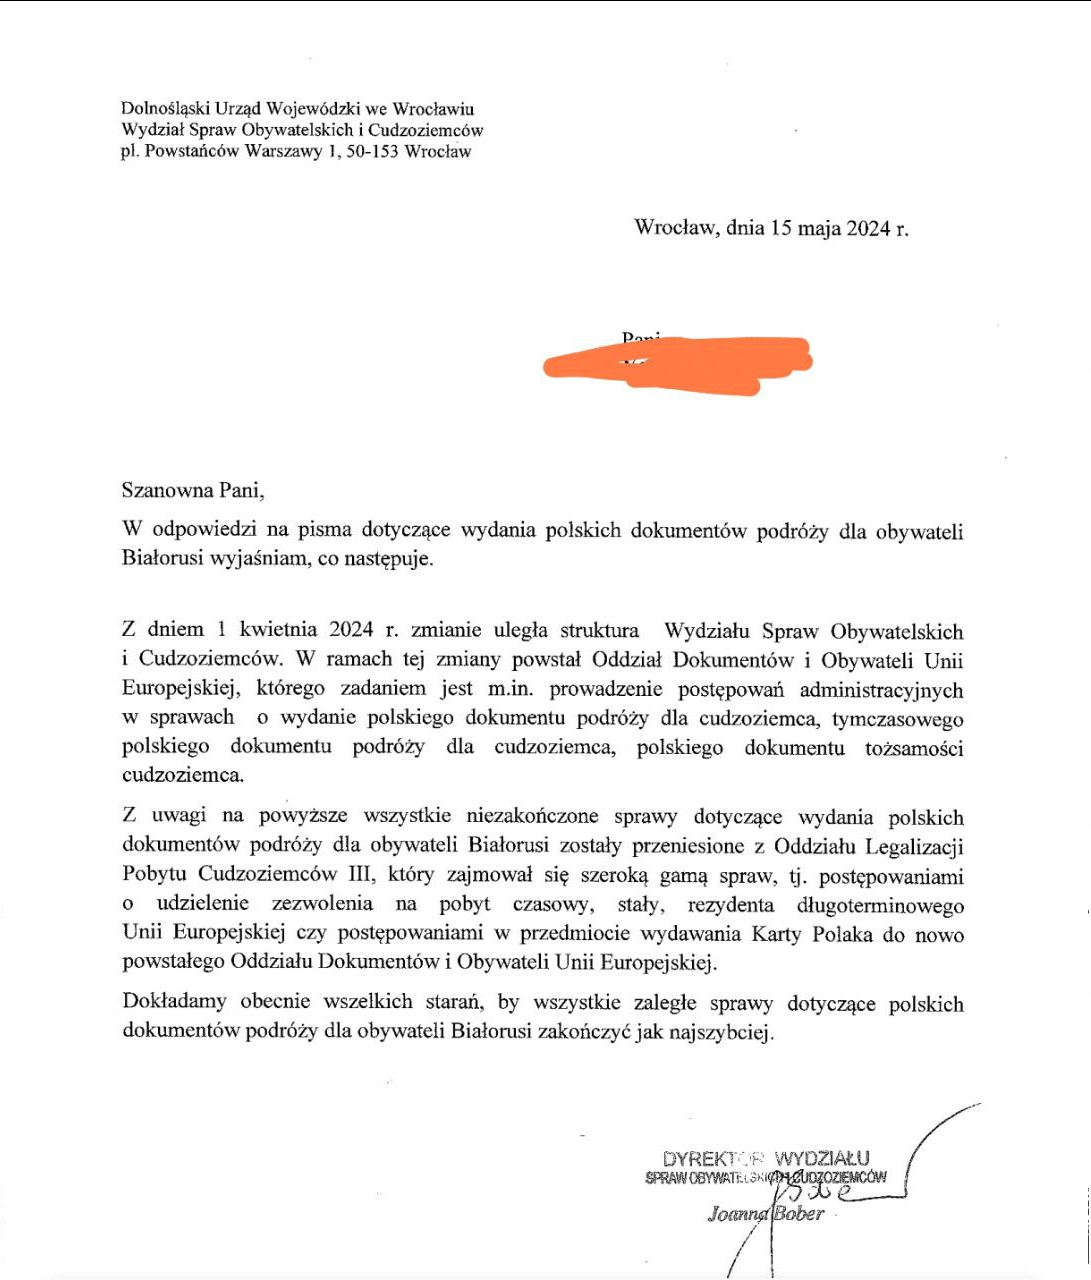 Dolnośląski Urząd Wojewódzki we Wrocławiu
Wydział Spraw Obywatelskich i Cudzoziemców
pl. Powstańców Warszawy 1, 50-153 Wrocław
Wrocław, dnia 15 maja 2024 r.
Pani
Szanowna Pani,
W odpowiedzi na pisma dotyczące wydania polskich dokumentów podróży dla obywateli
Białorusi wyjaśniam, co następuje.
Z dniem 1 kwietnia 2024 r. zmianie uległa struktura Wydziału Spraw Obywatelskich
i Cudzoziemców. W ramach tej zmiany powstał Oddział Dokumentów i Obywateli Unii
Europejskiej, którego zadaniem jest m.in. prowadzenie postępowań administracyjnych
w sprawach o wydanie polskiego dokumentu podróży dla cudzoziemca, tymczasowego
polskiego dokumentu podróży dla cudzoziemca, polskiego dokumentu tożsamości
cudzoziemca.
Z uwagi na powyższe wszystkie niezakończone sprawy dotyczące wydania polskich
dokumentów podróży dla obywateli Białorusi zostały przeniesione z Oddziału Legalizacji
Pobytu Cudzoziemców III, który zajmował się szeroką gamą spraw, tj. postępowaniami
o udzielenie zezwolenia na pobyt czasowy, stały, rezydenta długoterminowego
Unii Europejskiej czy postępowaniami w przedmiocie wydawania Karty Polaka do nowo
powstałego Oddziału Dokumentów i Obywateli Unii Europejskiej.
Dokładamy obecnie wszelkich starań, by wszystkie zaległe sprawy dotyczące polskich
dokumentów podróży dla obywateli Białorusi zakończyć jak najszybciej.
DYREKTOR WYDZIAŁU
SPRAW OBYWATELSKICH I CUDZOZIEMCÓW
Joanna Bober